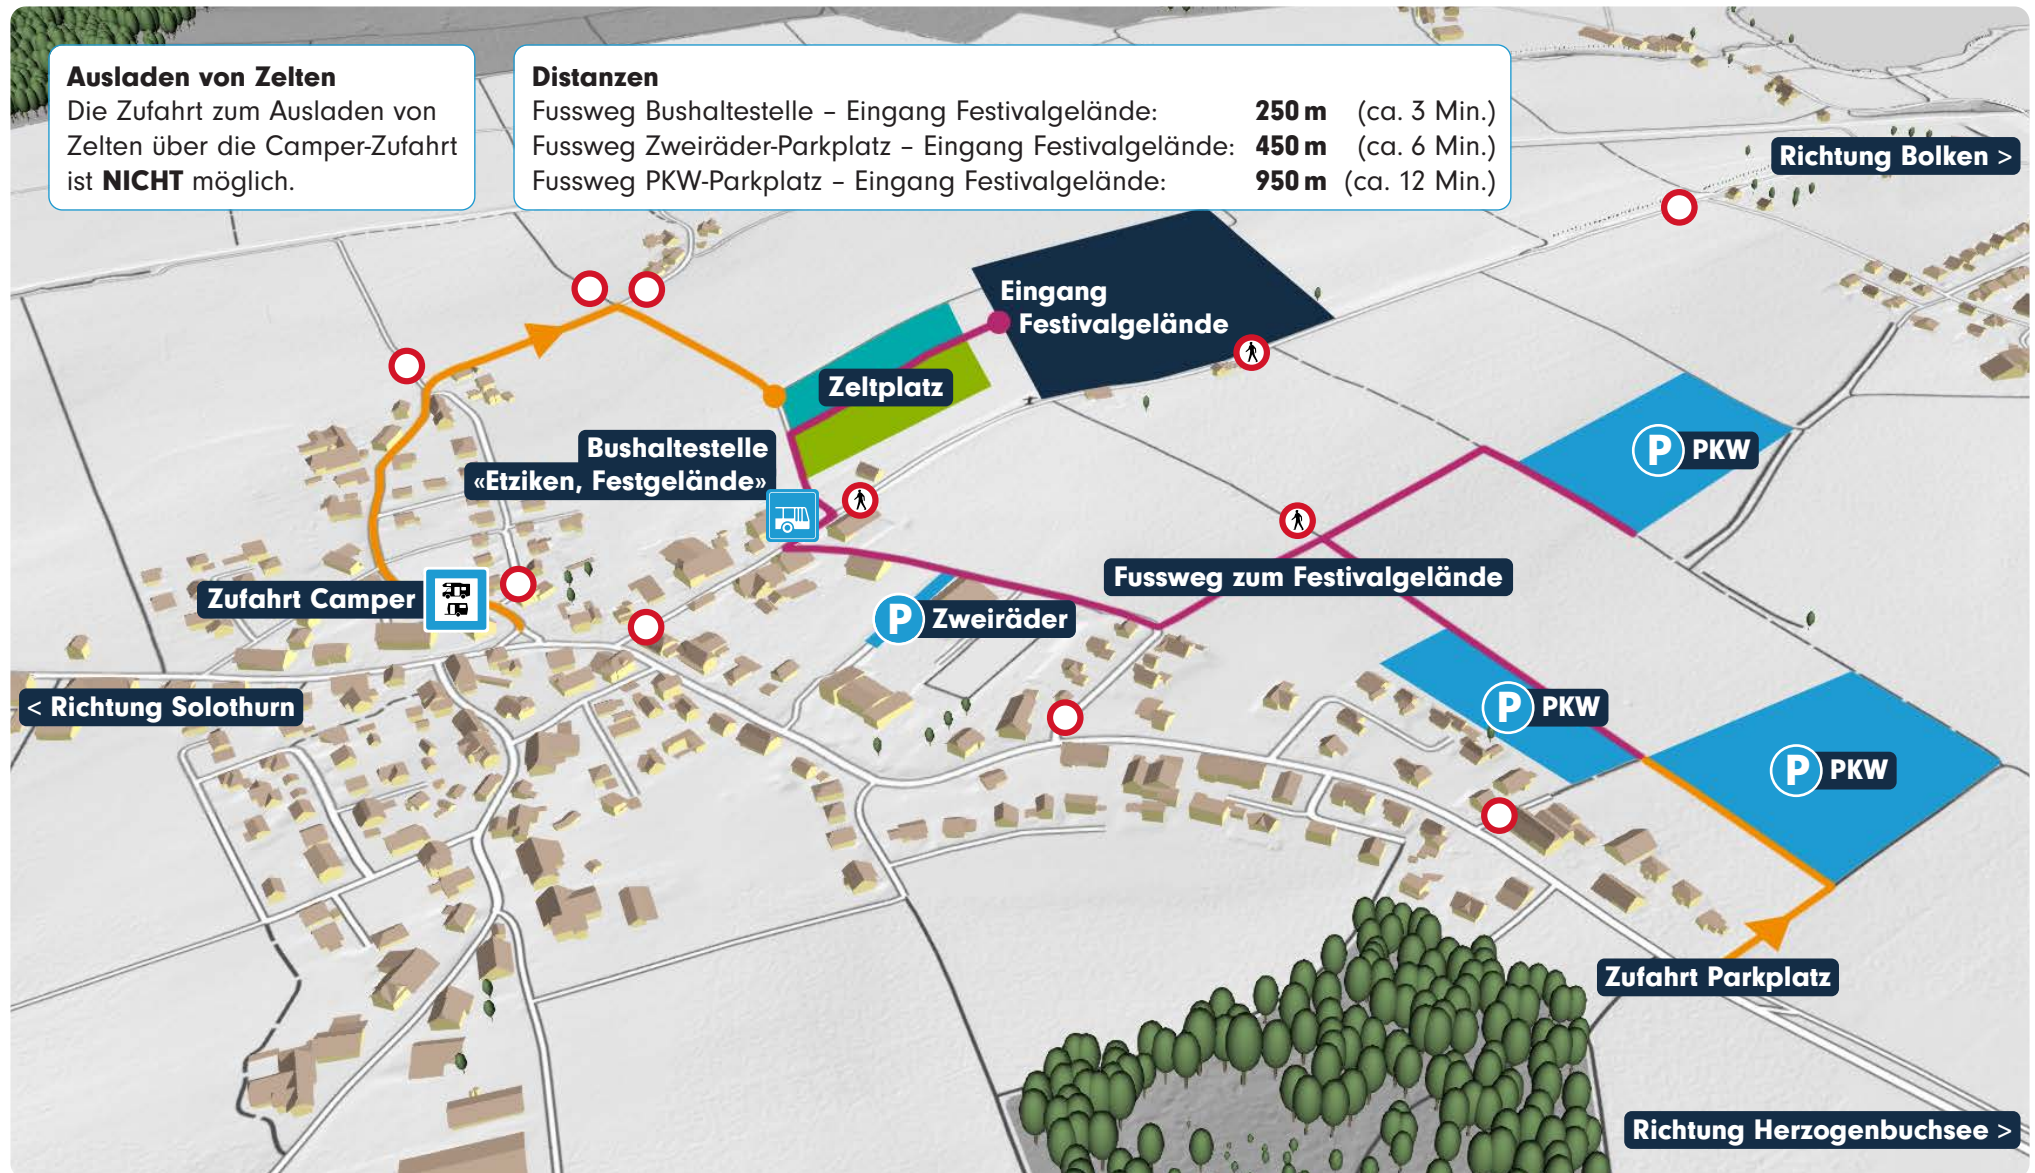 Ausladen von Zelten
Die Zufahrt zum Ausladen von
Zelten über die Camper-Zufahrt
ist NICHT möglich.
Distanzen
Fussweg Bushaltestelle – Eingang Festivalgelände: 250 m (ca. 3 Min.)
Fussweg Zweiräder-Parkplatz – Eingang Festivalgelände: 450 m (ca. 6 Min.)
Fussweg PKW-Parkplatz – Eingang Festivalgelände: 950 m (ca. 12 Min.)
Richtung Bolken >
Eingang
Festivalgelände
Zeltplatz
Bushaltestelle
«Etziken, Festgelände»
P PKW
Fussweg zum Festivalgelände
Zufahrt Camper
P Zweiräder
< Richtung Solothurn
P PKW
P PKW
Zufahrt Parkplatz
Richtung Herzogenbuchsee >